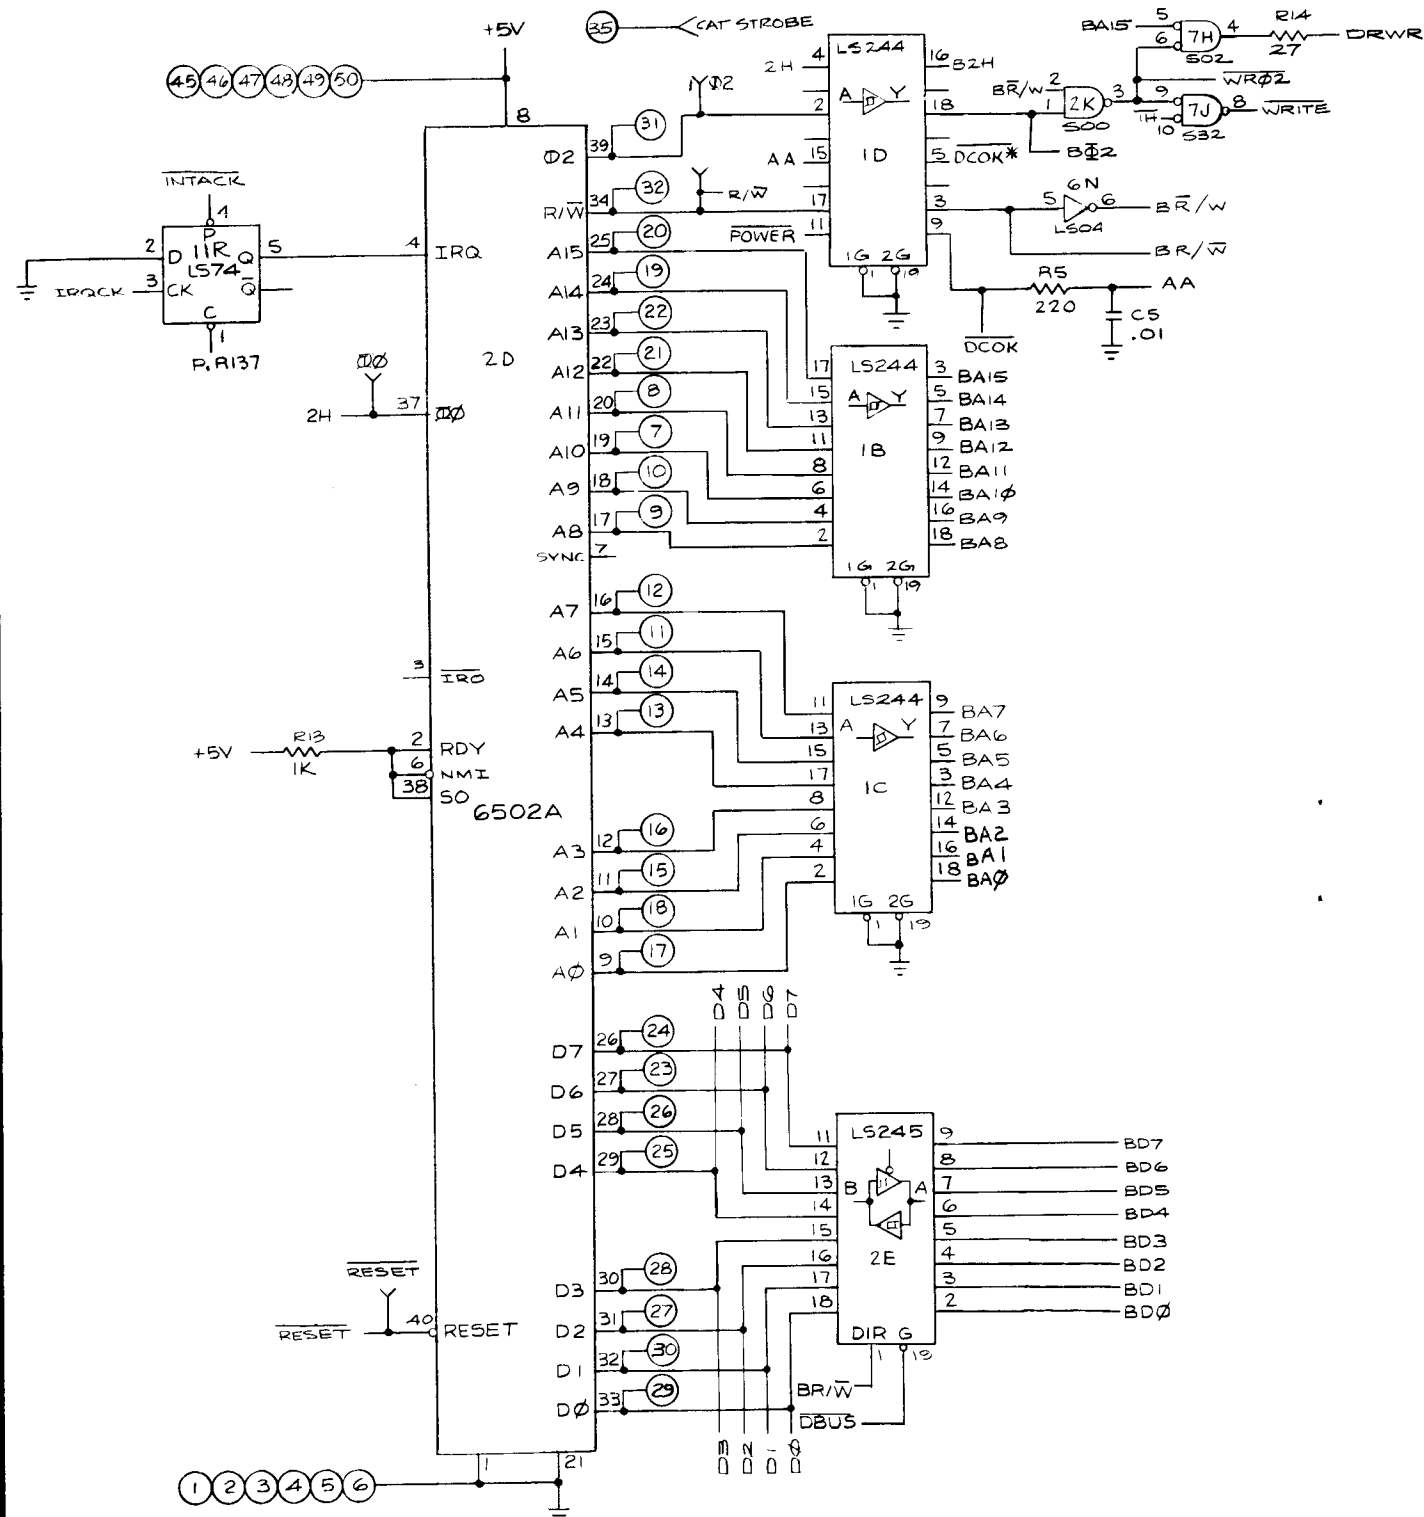 +5V
35
CAT STROBE
45 46 47 48 49 50
8
INTACK
4
P
2 D 11R Q 5
LS74
IRQCK 3 CK Q̅
C
1
P.R137
4 IRQ
2D
Φ0̸
2H 37 Φ0̸
3 I̅R̅Q̅
+5V R13 1K
2 RDY
6 NMI
38 SO
6502A
RESET
RESET 40 RESET
1 2 3 4 5 6
1 21
Φ2 39 31
R/W̅ 34 32
A15 25 20
A14 24 19
A13 23 22
A12 22 21
A11 20 8
A10 19 7
A9 18 10
A8 17 9
SYNC 7
A7 16 12
A6 15 11
A5 14 14
A4 13 13
A3 12 16
A2 11 15
A1 10 18
AØ 9 17
D7 26 24
D6 27 23
D5 28 26
D4 29 25
D3 30 28
D2 31 27
D1 32 30
DØ 33 29
Φ2
R/W̅
LS244
2H 4 16 B2H
A Y
2 18
1D
AA 15 5 D̅C̅O̅K̅*
17 3
POWER 11 9
1G 2G
1 19
BR̅/W 2
1 2K 3
S00
BΦ2
BA15 5
6 7H 4
S02
R14
27
DRWR
WRØ2
9 7J 8 WRITE
1H 10 S32
6N
5 6 BR̅/W
LS04
BR/W̅
R5
220
AA
C5
.01
DCOK
LS244
17 3 BA15
15 5 BA14
13 7 BA13
11 9 BA12
8 12 BA11
6 14 BA1Ø
4 16 BA9
2 18 BA8
A Y
1B
1G 2G
1 19
LS244
11 9 BA7
13 7 BA6
15 5 BA5
17 3 BA4
8 12 BA3
6 14 BA2
4 16 BA1
2 18 BAØ
A Y
1C
1G 2G
1 19
D4 D5 D6 D7
LS245
11 9 BD7
12 8 BD6
13 7 BD5
14 6 BD4
15 5 BD3
16 4 BD2
17 3 BD1
18 2 BDØ
B A
2E
DIR G
1 19
BR/W̅
DBUS
D3 D2 D1 DØ